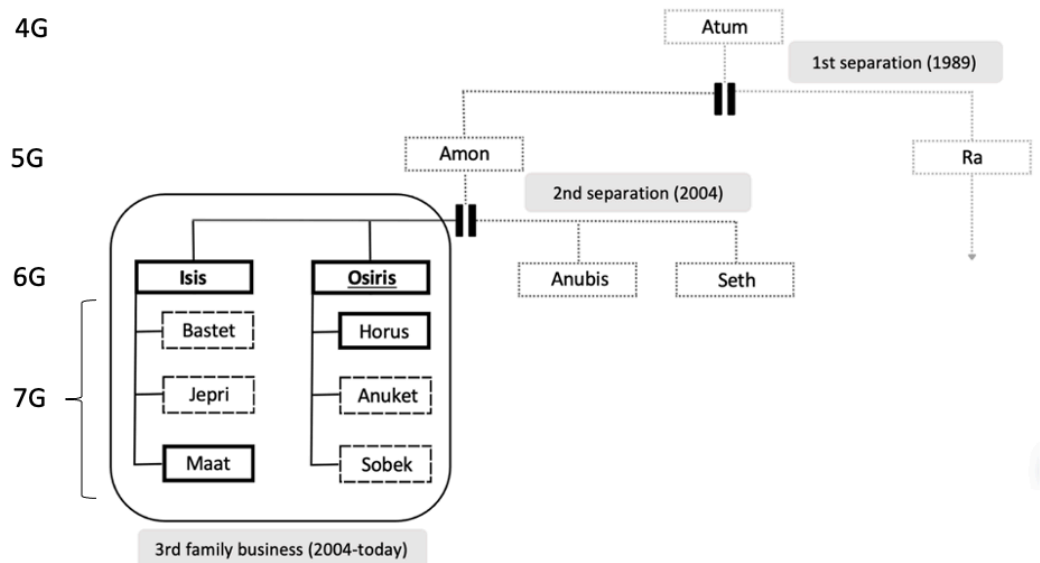 4G
Atum
1st separation (1989)
5G
Amon
Ra
2nd separation (2004)
6G
Isis
Osiris
Anubis
Seth
Bastet
Horus
7G
Jepri
Anuket
Maat
Sobek
3rd family business (2004-today)